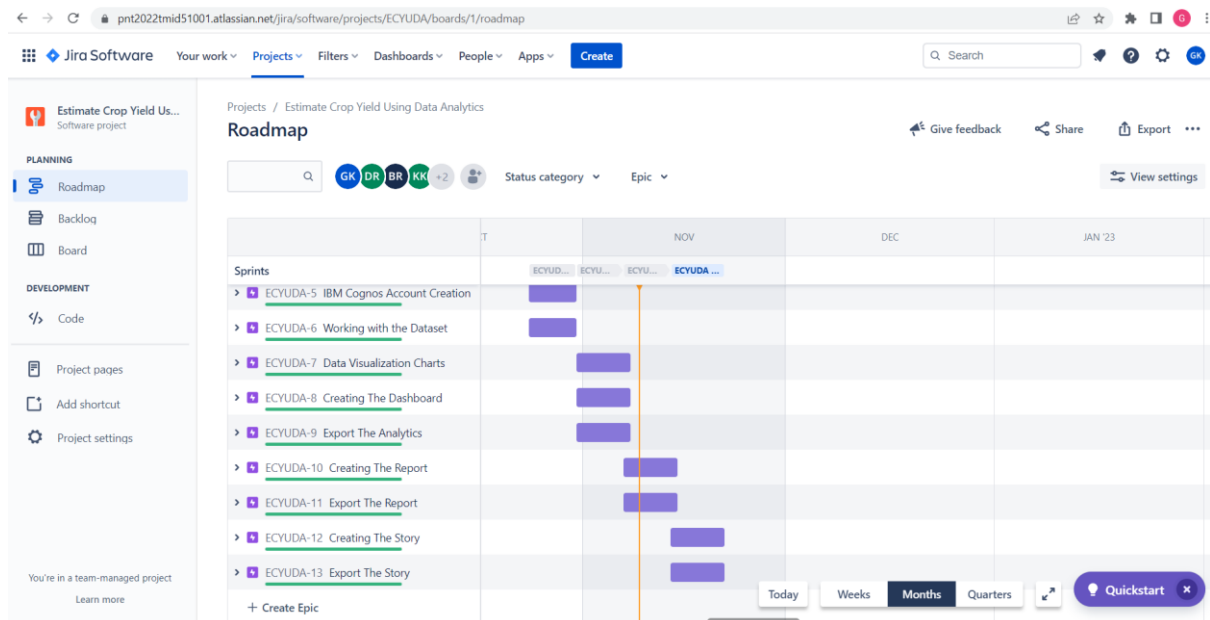 pnt2022tmid51001.atlassian.net/jira/software/projects/ECYUDA/boards/1/roadmap
G
Jira Software Your work Projects Filters Dashboards People Apps Create Search GK
Estimate Crop Yield Us...
Software project
PLANNING
Roadmap
Backlog
Board
DEVELOPMENT
Code
Project pages
Add shortcut
Project settings
You're in a team-managed project
Learn more
Projects / Estimate Crop Yield Using Data Analytics
Roadmap
Give feedback Share Export
GK DR BR KK +2 Status category Epic View settings
T NOV DEC JAN '23
Sprints ECYUD... ECYU... ECYU... ECYUDA ...
ECYUDA-5 IBM Cognos Account Creation
ECYUDA-6 Working with the Dataset
ECYUDA-7 Data Visualization Charts
ECYUDA-8 Creating The Dashboard
ECYUDA-9 Export The Analytics
ECYUDA-10 Creating The Report
ECYUDA-11 Export The Report
ECYUDA-12 Creating The Story
ECYUDA-13 Export The Story
+ Create Epic
Today Weeks Months Quarters Quickstart